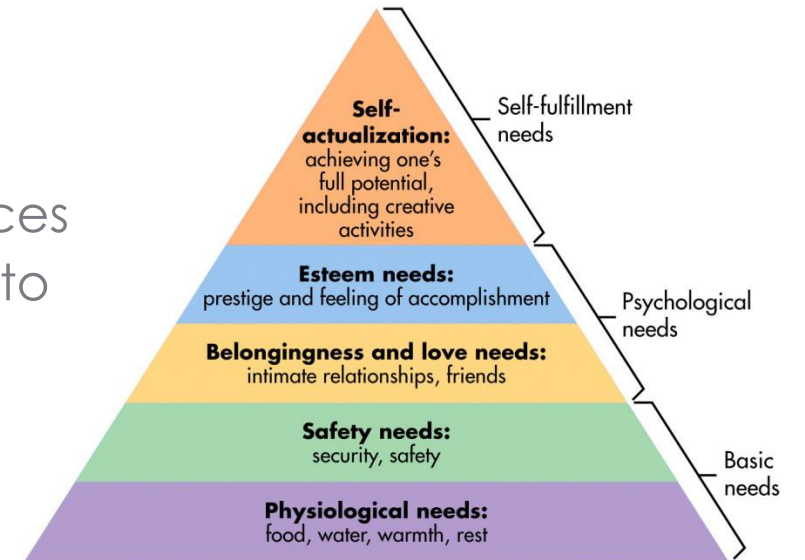 Self-
actualization:
achieving one's
full potential,
including creative
activities
Self-fulfillment
needs
to
Esteem needs:
prestige and feeling of accomplishment
Psychological
needs
Belongingness and love needs:
intimate relationships, friends
Safety needs:
security, safety
Basic
needs
Physiological needs:
food, water, warmth, rest